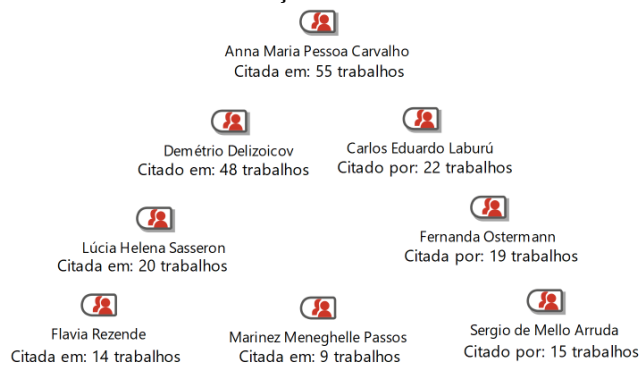 Anna Maria Pessoa Carvalho
Citada em: 55 trabalhos
Demétrio Delizoicov
Citado em: 48 trabalhos
Carlos Eduardo Laburú
Citado por: 22 trabalhos
Lúcia Helena Sasseron
Citada em: 20 trabalhos
Fernanda Ostermann
Citada por: 19 trabalhos
Flavia Rezende
Citada em: 14 trabalhos
Marinez Meneghelle Passos
Citada em: 9 trabalhos
Sergio de Mello Arruda
Citado por: 15 trabalhos